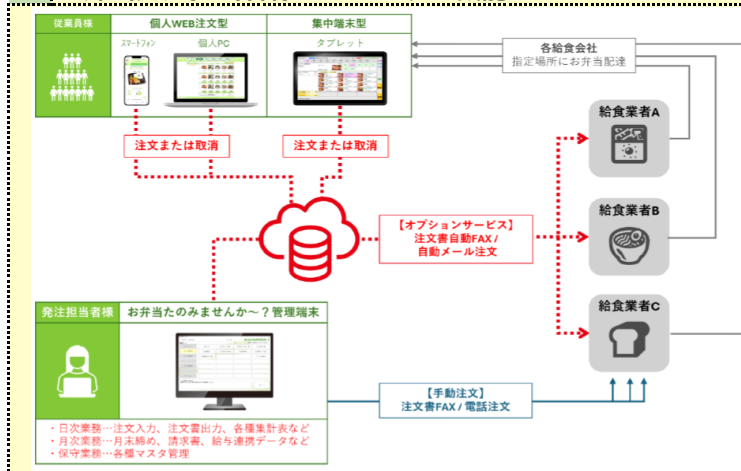 従業員様
個人WEB注文型
集中端末型
スマートフォン
個人PC
タブレット
各給食会社
指定場所にお弁当配達
給食業者A
注文または取消
注文または取消
給食業者B
【オプションサービス】
注文書自動FAX /
自動メール注文
給食業者C
発注担当者様
お弁当たのみませんか～？管理端末
【手動注文】
注文書FAX / 電話注文
・日次業務…注文入力、注文書出力、各種集計表など
・月次業務…月末締め、請求書、給与連携データなど
・保守業務…各種マスタ管理